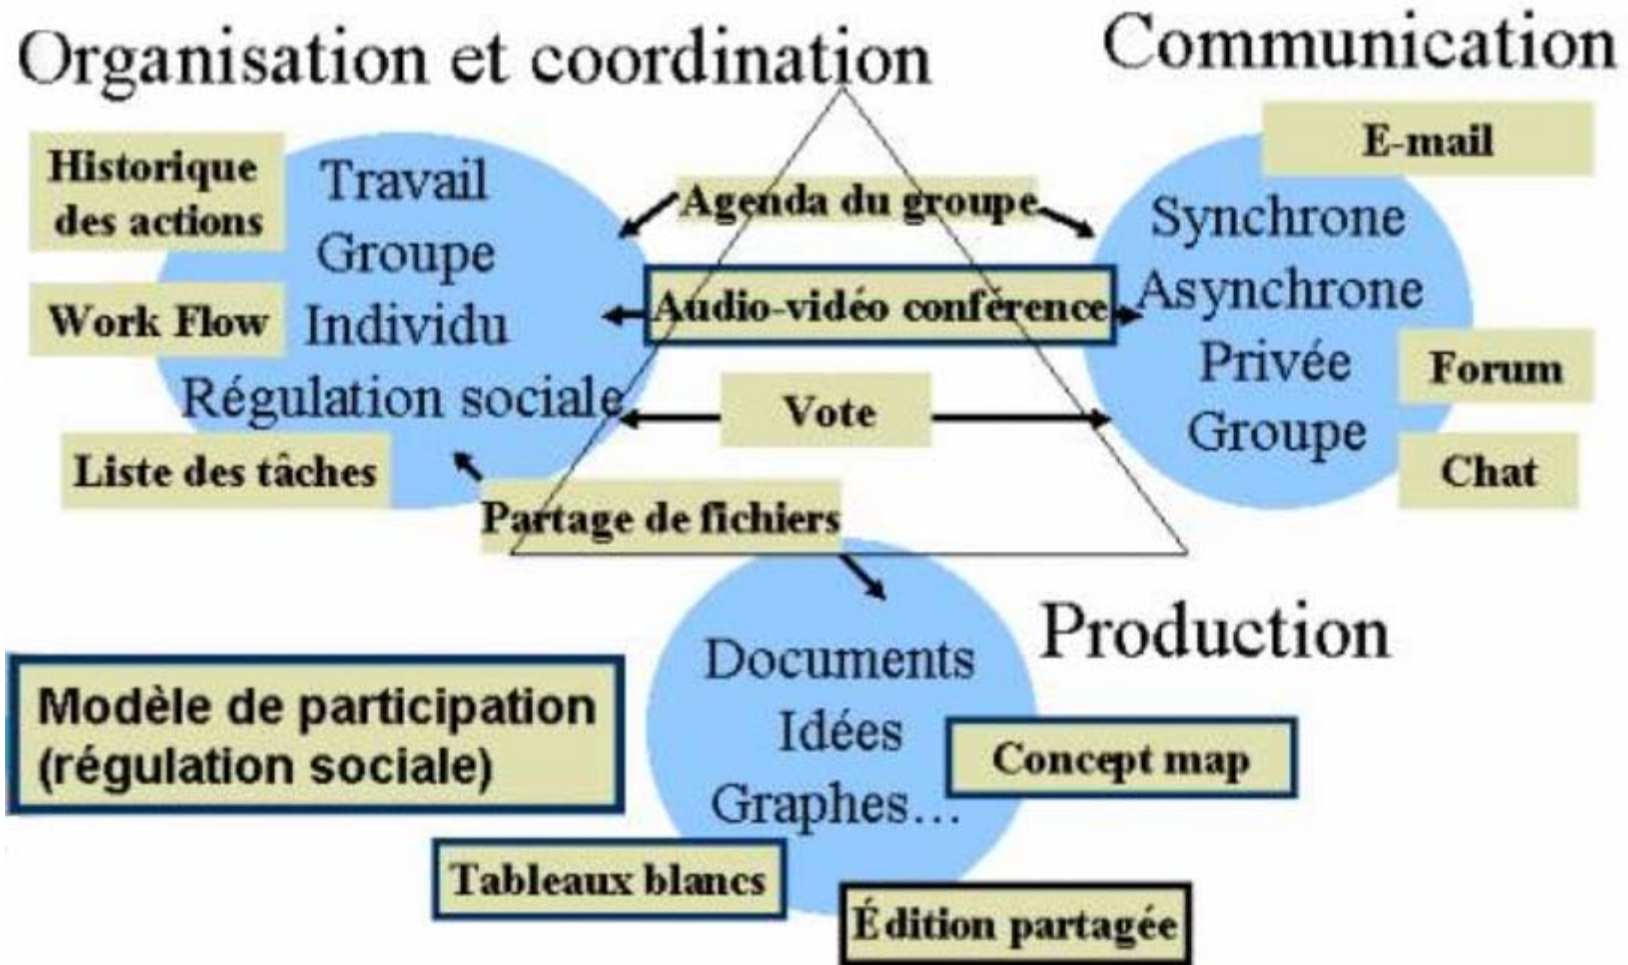 Organisation et coordination
Communication
Historique
des actions
Work Flow
Liste des tâches
Travail
Groupe
Individu
Régulation sociale
Agenda du groupe
Audio-vidéo conférence
Vote
Partage de fichiers
E-mail
Synchrone
Asynchrone
Privée
Groupe
Forum
Chat
Production
Documents
Idées
Graphes...
Concept map
Modèle de participation
(régulation sociale)
Tableaux blancs
Édition partagée